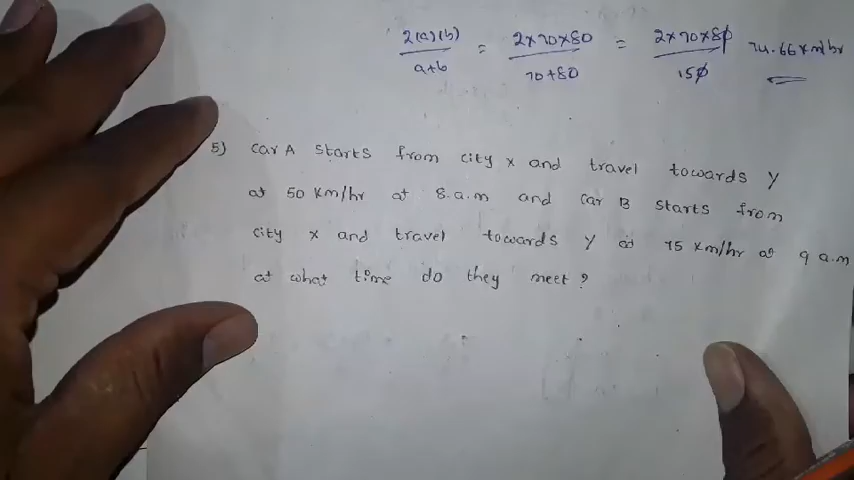 2(a)(b) / a+b = 2×70×80 / 70+80 = 2×70×80 / 150 74.66 km/hr
5) Car A starts from city x and travel towards Y
at 50 km/hr at 8.a.m and car B starts from
city x and travel towards Y at 75 km/hr at 9 a.m
at what time do they meet?